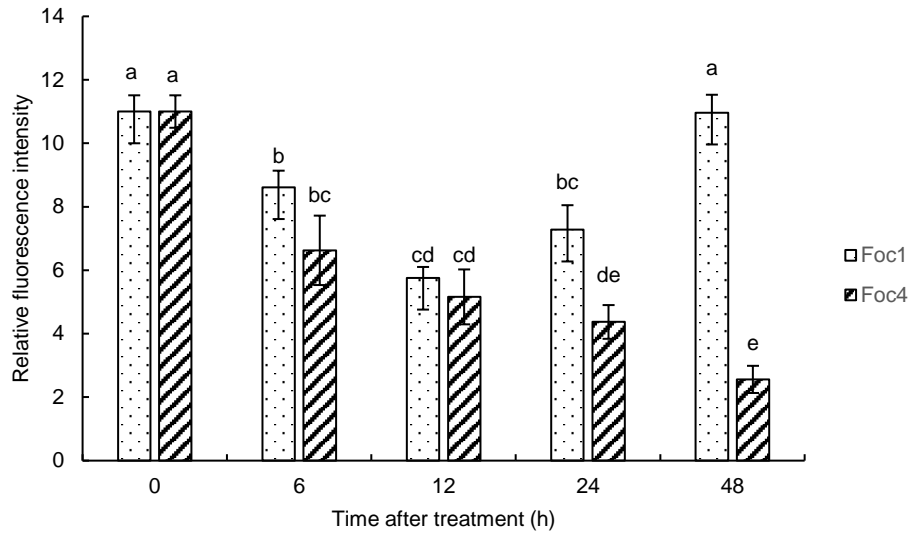 14
12
10
8
6
4
2
0
Relative fluorescence intensity
a a
b bc
cd cd
bc de
a e
0 6 12 24 48
Time after treatment (h)
Foc1
Foc4